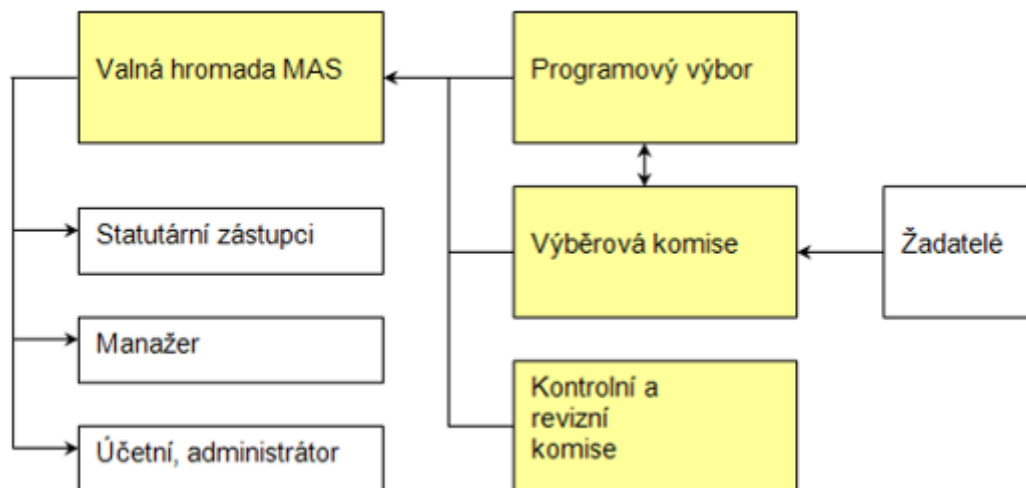 Valná hromada MAS
Programový výbor
Statutární zástupci
Výběrová komise
Žadatelé
Manažer
Kontrolní a
revizní
komise
Účetní, administrátor